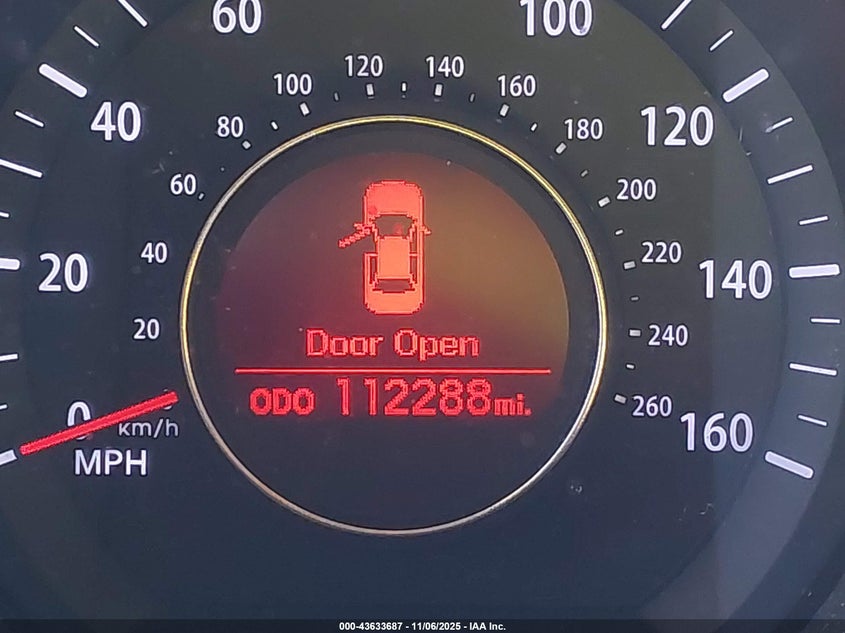 60 100
120 140
100 160
40 80 180 120
60 200
40 220
20 140
20 240
0 260
km/h 160
MPH
Door Open
ODO 112288mi.
000-43633687 - 11/06/2025 - IAA Inc.